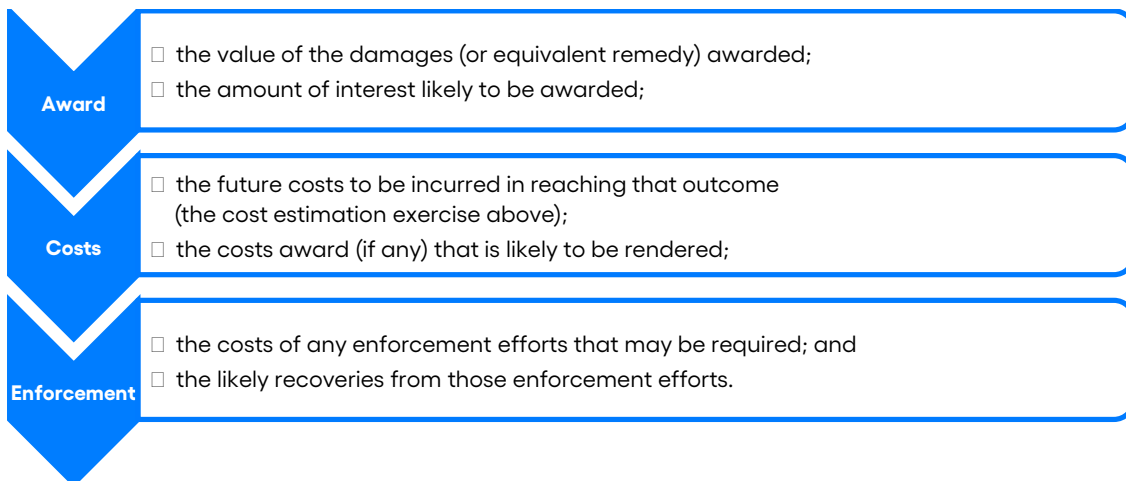 Award
□ the value of the damages (or equivalent remedy) awarded;
□ the amount of interest likely to be awarded;
Costs
□ the future costs to be incurred in reaching that outcome
(the cost estimation exercise above);
□ the costs award (if any) that is likely to be rendered;
Enforcement
□ the costs of any enforcement efforts that may be required; and
□ the likely recoveries from those enforcement efforts.